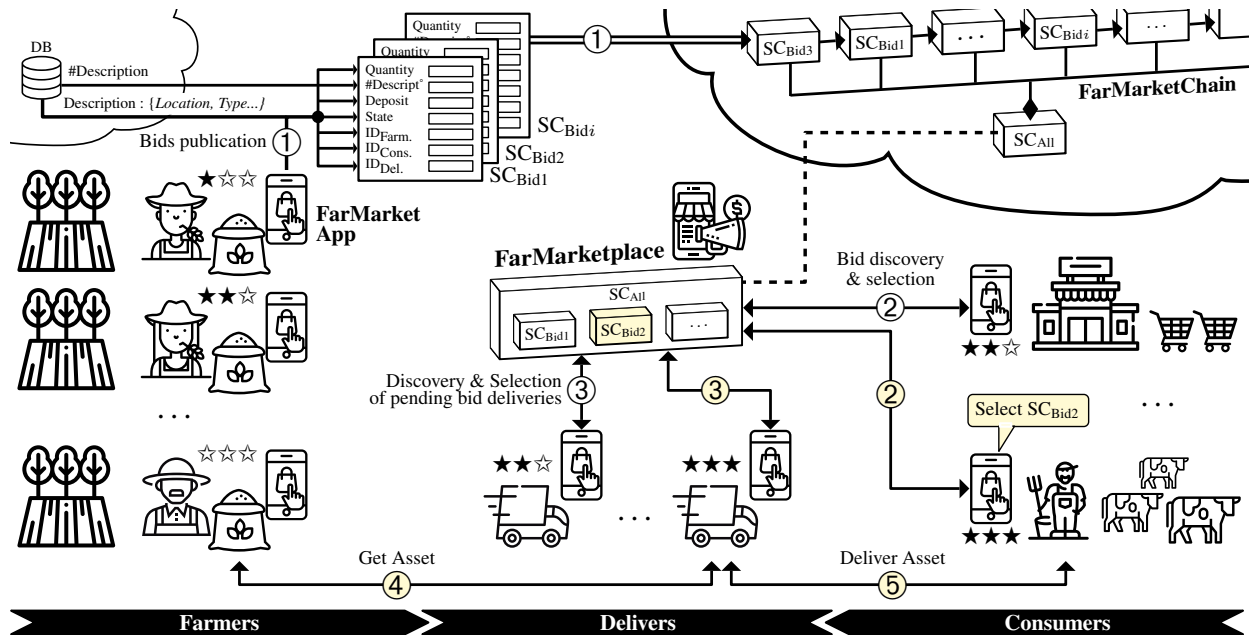 DB
#Description
Description : {Location, Type...}
Bids publication
1
Quantity
Quantity
Quantity
#Descript°
Deposit
State
IDFarm.
IDCons.
IDDel.
SCBidi
SCBid2
SCBid1
1
SCBid3
SCBid1
...
SCBidi
...
FarMarketChain
SCAll
FarMarket
App
★☆☆
★★☆
...
☆☆☆
$
FarMarketplace
SCAll
SCBid1
SCBid2
...
Bid discovery
& selection
2
★★☆
Discovery & Selection
of pending bid deliveries
3
3
2
Select SCBid2
...
★★☆
★★★
...
★★★
Get Asset
4
Deliver Asset
5
Farmers
Delivers
Consumers